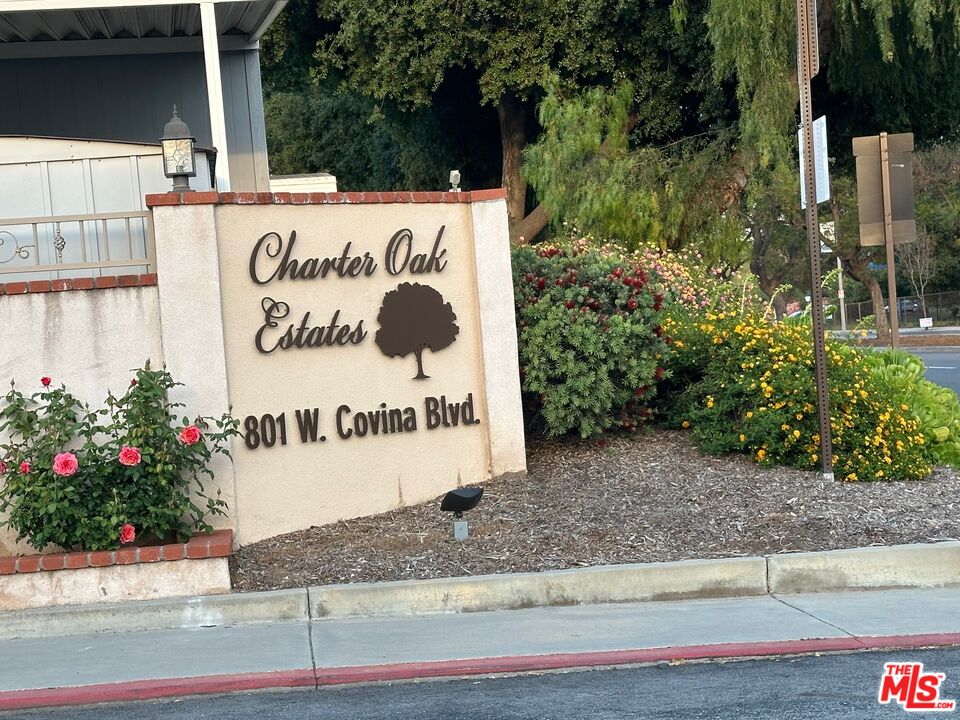 Charter Oak
Estates
801 W. Covina Blvd.
THE
MLS
.COM